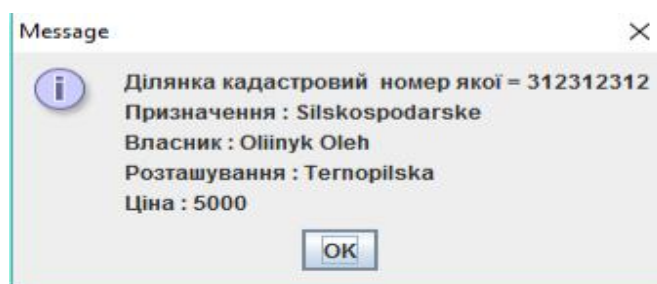 Message
Ділянка кадастровий номер якої = 312312312
Призначення : Silskospodarske
Власник : Oliinyk Oleh
Розташування : Ternopilska
Ціна : 5000
OK